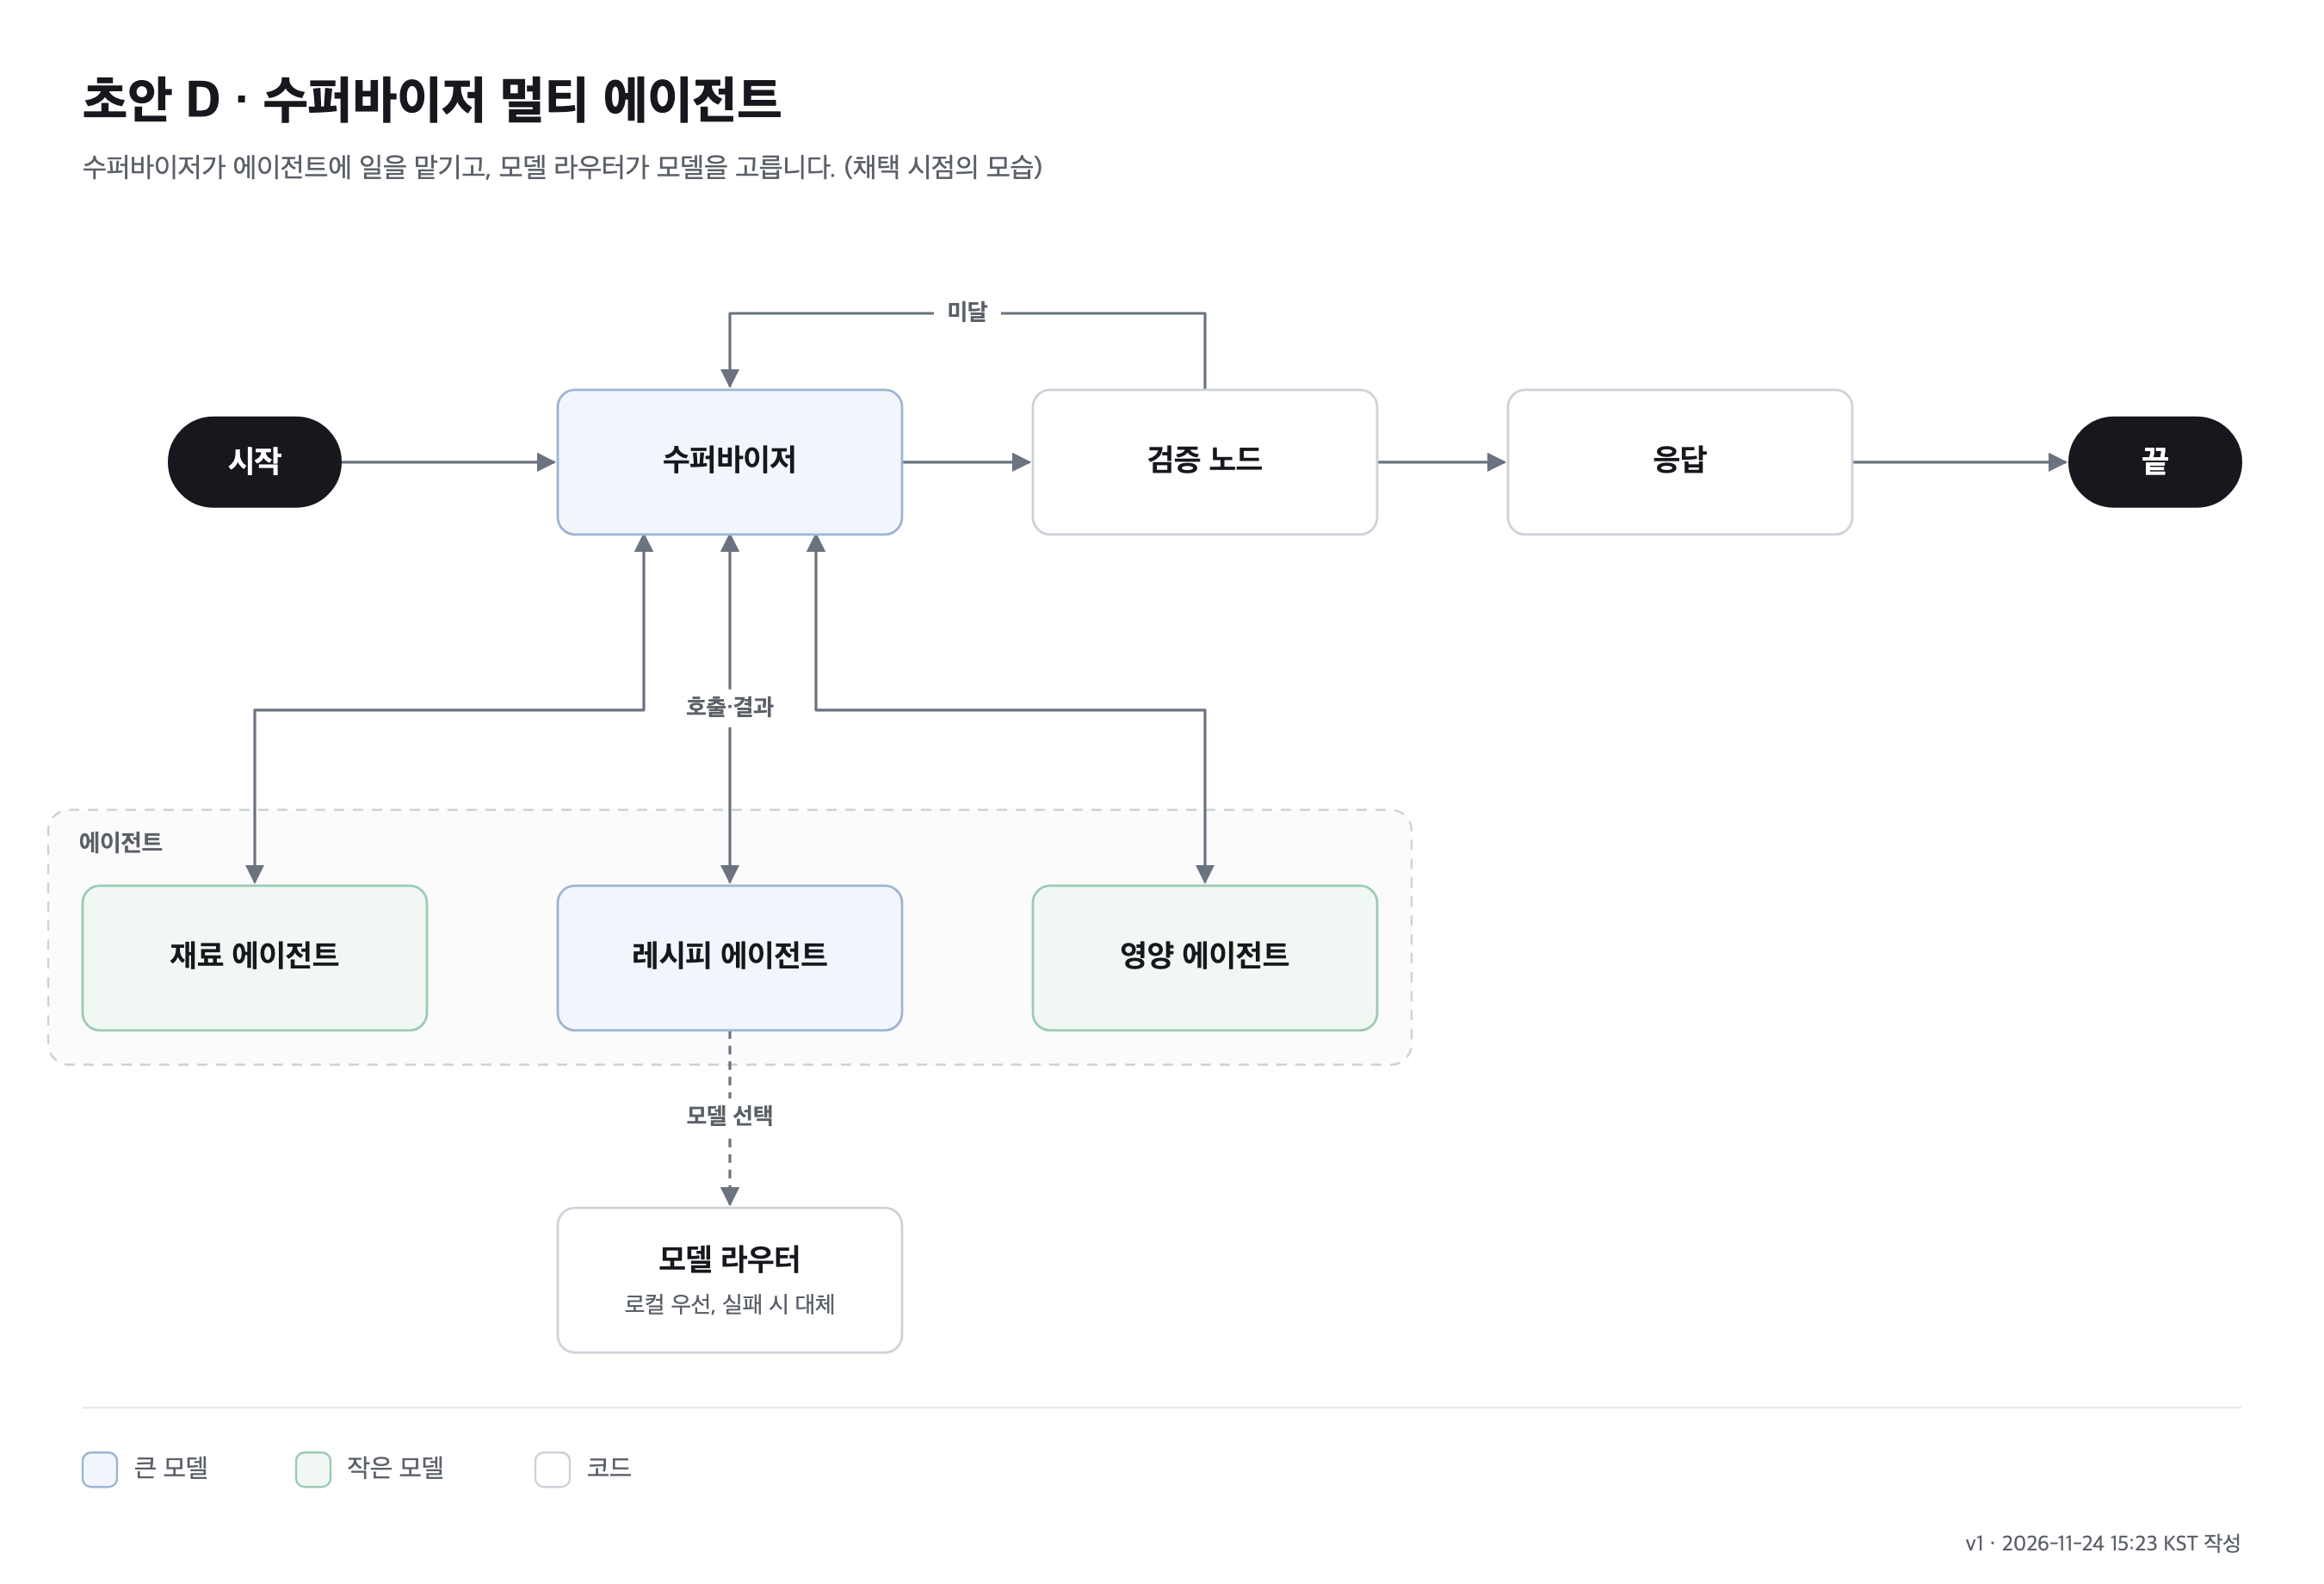 초안 D · 수퍼바이저 멀티 에이전트
수퍼바이저가 에이전트에 일을 맡기고, 모델 라우터가 모델을 고릅니다. (채택 시점의 모습)
미달
시작
수퍼바이저
검증 노드
응답
끝
호출·결과
에이전트
재료 에이전트
레시피 에이전트
영양 에이전트
모델 선택
모델 라우터
로컬 우선, 실패 시 대체
큰 모델
작은 모델
코드
v1 · 2026-11-24 15:23 KST 작성